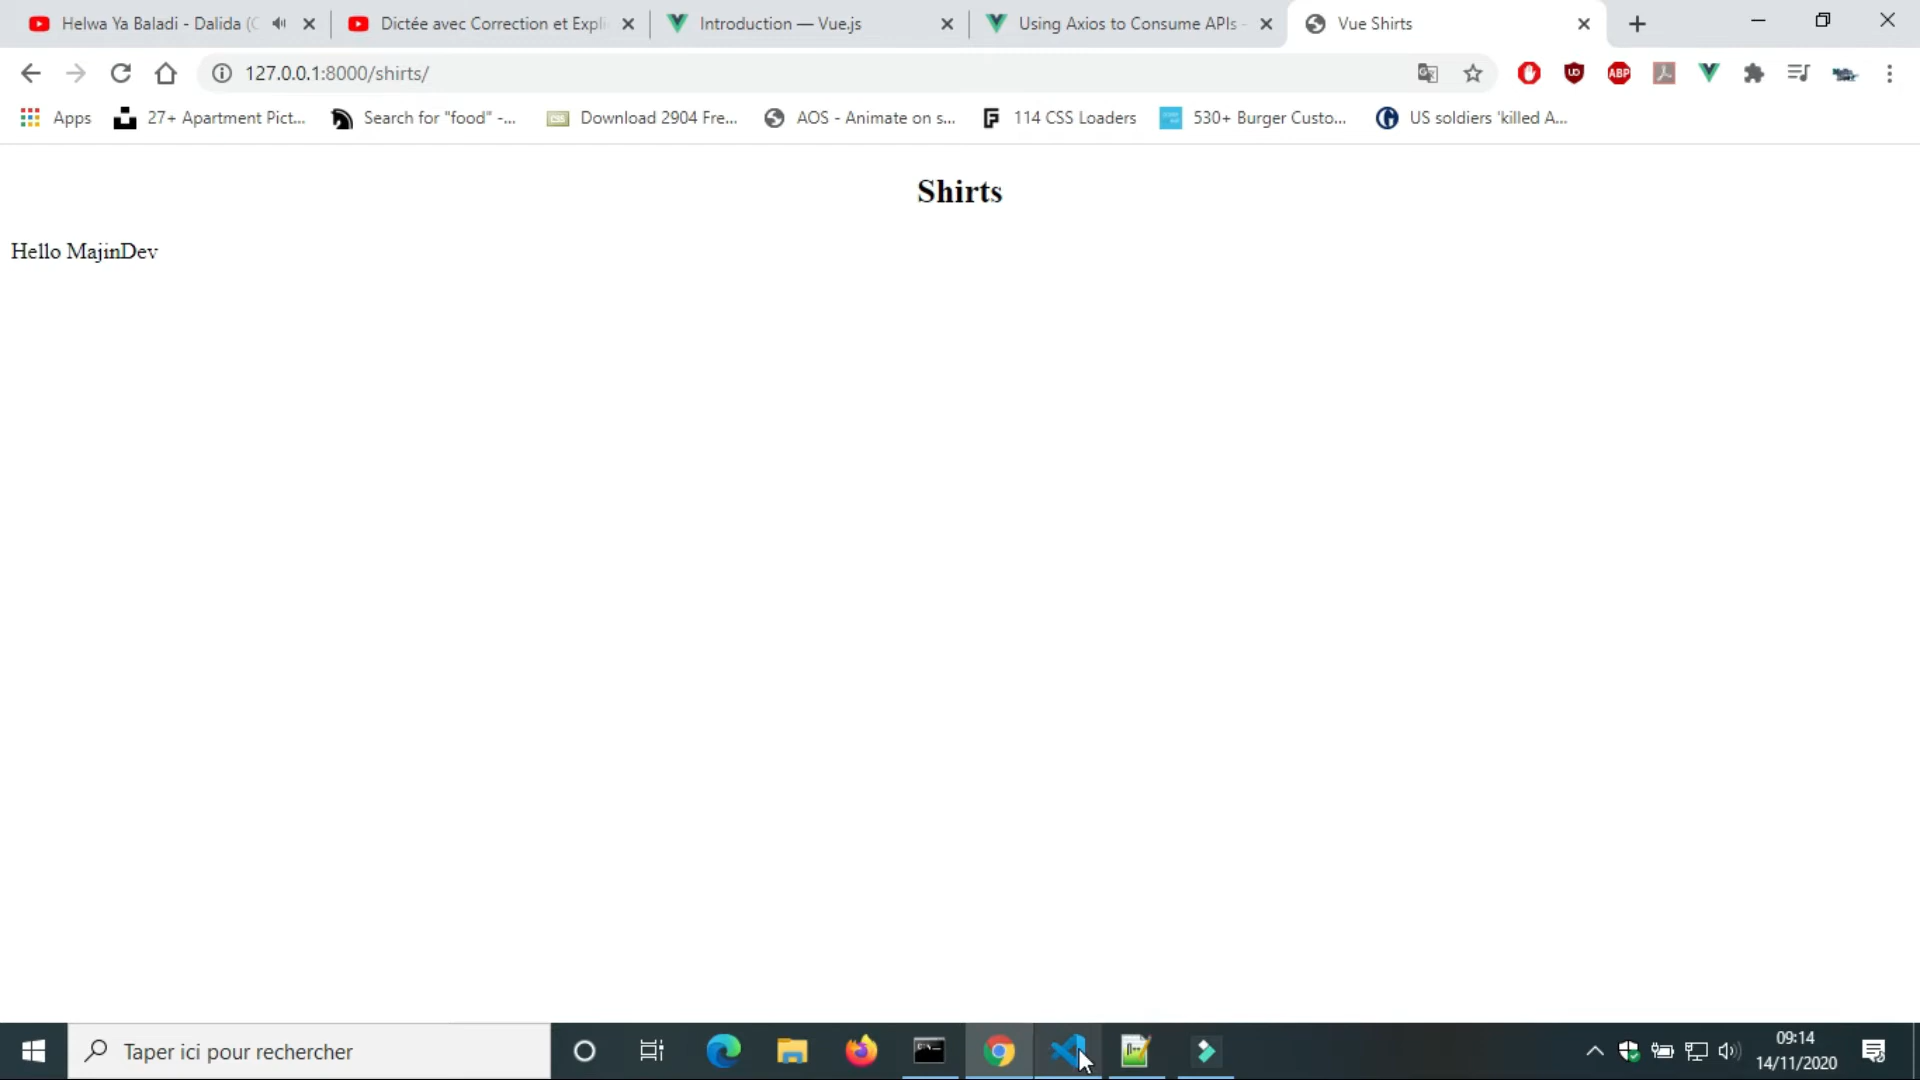 Helwa Ya Baladi - Dalida (
Dictée avec Correction et Expli
Introduction — Vue.js
Using Axios to Consume APIs -
Vue Shirts
127.0.0.1:8000/shirts/
UD
ABP
Apps
27+ Apartment Pict...
Search for "food" -...
CSS
Download 2904 Fre...
AOS - Animate on s...
114 CSS Loaders
530+ Burger Custo...
US soldiers 'killed A...
Shirts
Hello MajinDev
Taper ici pour rechercher
09:14
14/11/2020